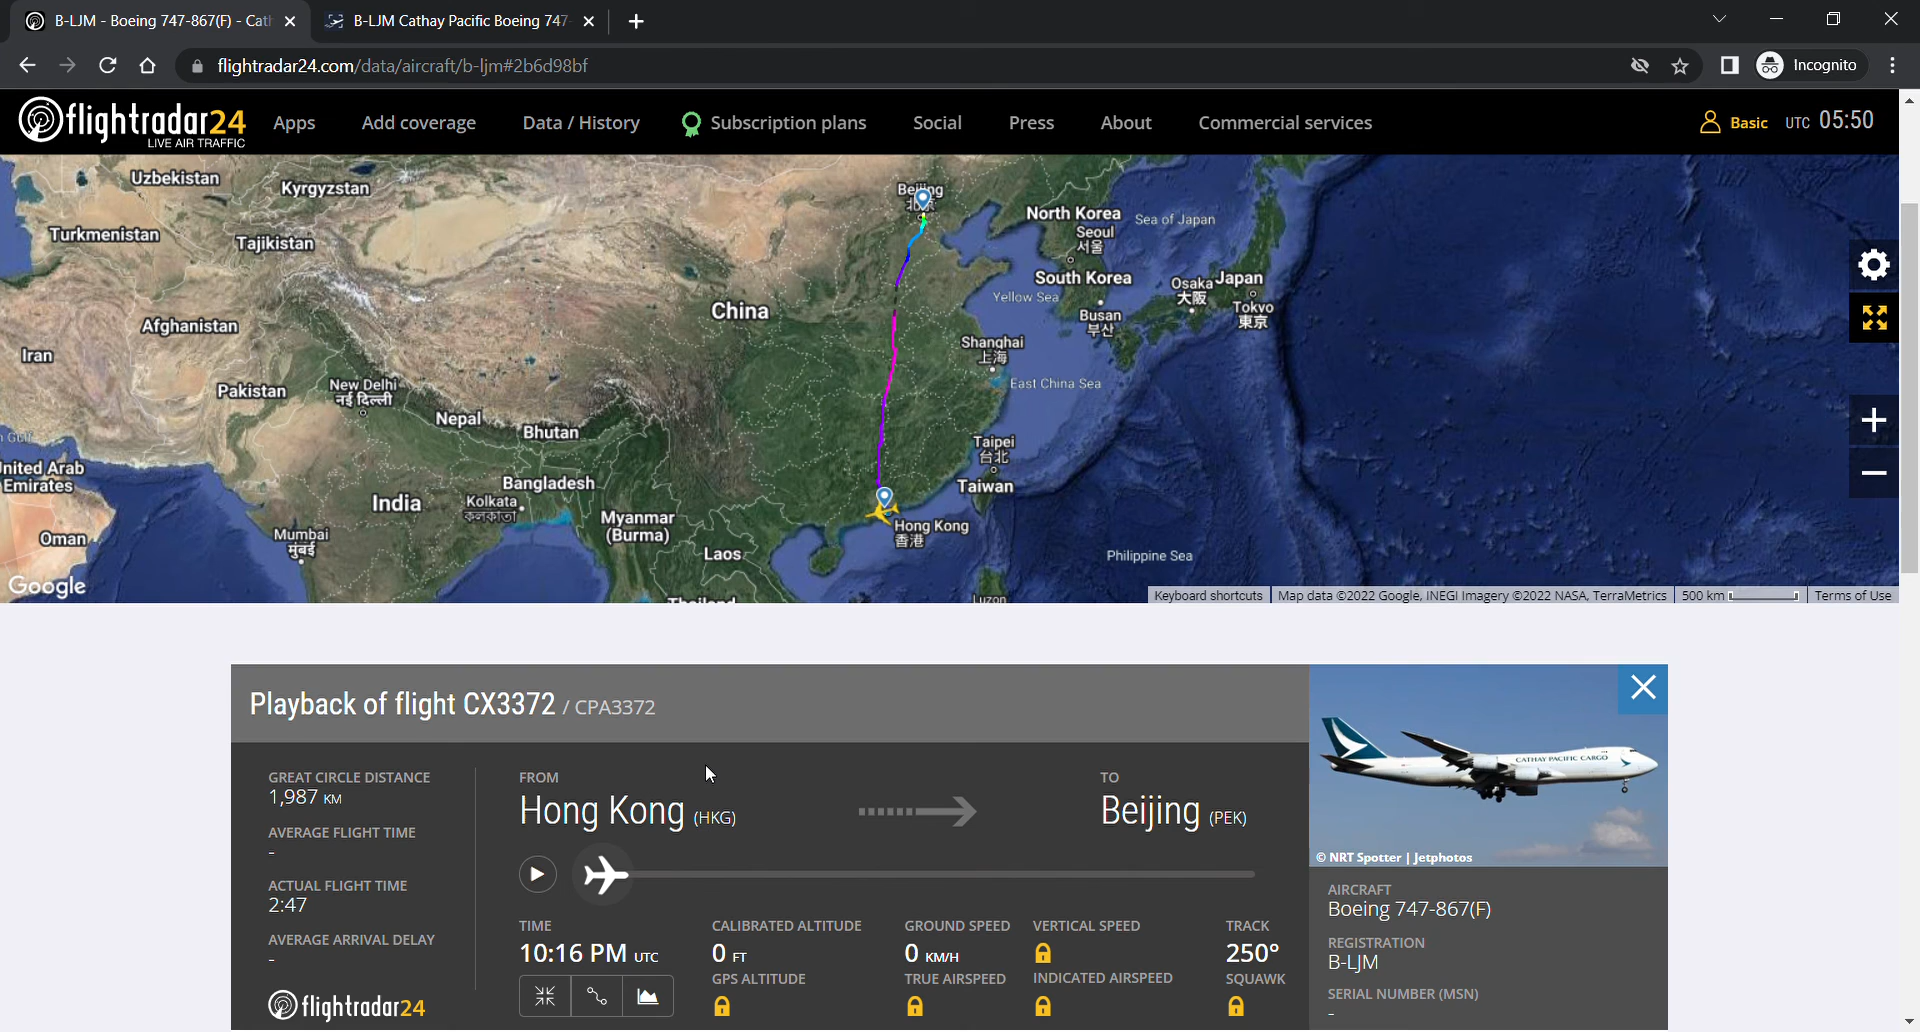 B-LJM - Boeing 747-867(F) - Cath
B-LJM Cathay Pacific Boeing 747-
flightradar24.com/data/aircraft/b-ljm#2b6d98bf
Incognito
flightradar24
LIVE AIR TRAFFIC
Apps
Add coverage
Data / History
Subscription plans
Social
Press
About
Commercial services
Basic
UTC 05:50
Uzbekistan
Kyrgyzstan
Beijing
北京
North Korea
Sea of Japan
Turkmenistan
Tajikistan
Seoul
서울
South Korea
Osaka
大阪
Japan
Yellow Sea
Tokyo
東京
China
Busan
부산
Afghanistan
Iran
Shanghai
上海
Pakistan
New Delhi
नई दिल्ली
East China Sea
Nepal
Bhutan
Taipei
台北
United Arab
Emirates
Bangladesh
Taiwan
India
Kolkata
কলকাতা
Myanmar
(Burma)
Hong Kong
香港
Oman
Mumbai
मुंबई
Laos
Philippine Sea
Google
Thailand
Luzon
Keyboard shortcuts
Map data ©2022 Google, INEGI Imagery ©2022 NASA, TerraMetrics
500 km
Terms of Use
Playback of flight CX3372 / CPA3372
GREAT CIRCLE DISTANCE
1,987 KM
AVERAGE FLIGHT TIME
-
ACTUAL FLIGHT TIME
2:47
AVERAGE ARRIVAL DELAY
-
flightradar24
FROM
Hong Kong (HKG)
TO
Beijing (PEK)
TIME
10:16 PM UTC
CALIBRATED ALTITUDE
0 FT
GPS ALTITUDE
GROUND SPEED
0 KM/H
TRUE AIRSPEED
VERTICAL SPEED
INDICATED AIRSPEED
TRACK
250°
SQUAWK
CATHAY PACIFIC CARGO
© NRT Spotter | Jetphotos
AIRCRAFT
Boeing 747-867(F)
REGISTRATION
B-LJM
SERIAL NUMBER (MSN)
-